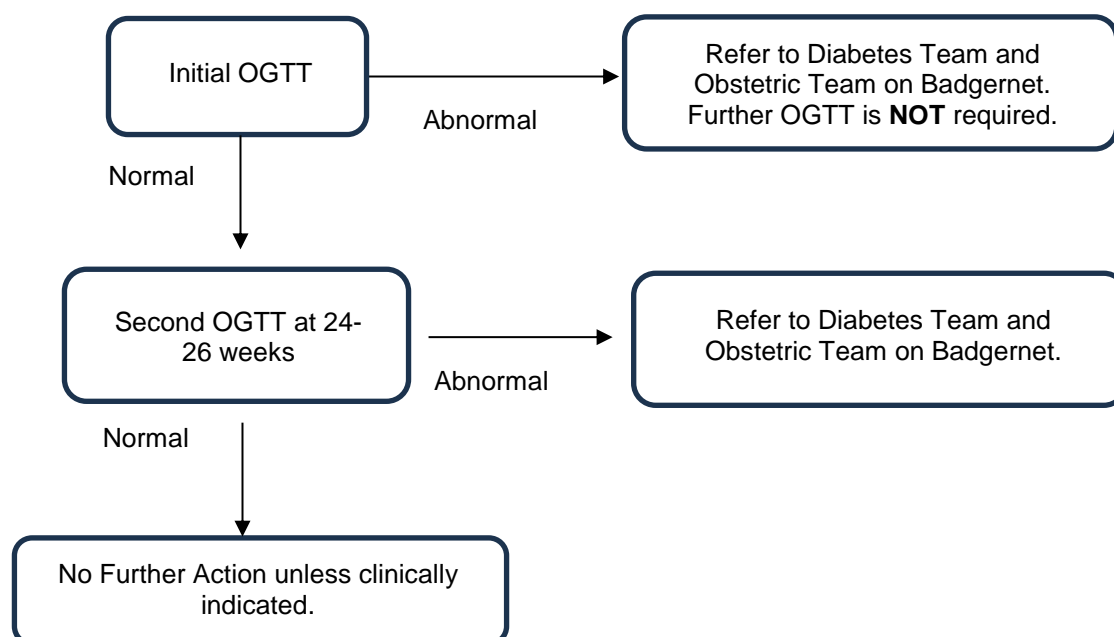 Initial OGTT
Refer to Diabetes Team and
Obstetric Team on Badgernet.
Further OGTT is NOT required.
Abnormal
Normal
Second OGTT at 24-
26 weeks
Refer to Diabetes Team and
Obstetric Team on Badgernet.
Abnormal
Normal
No Further Action unless clinically
indicated.